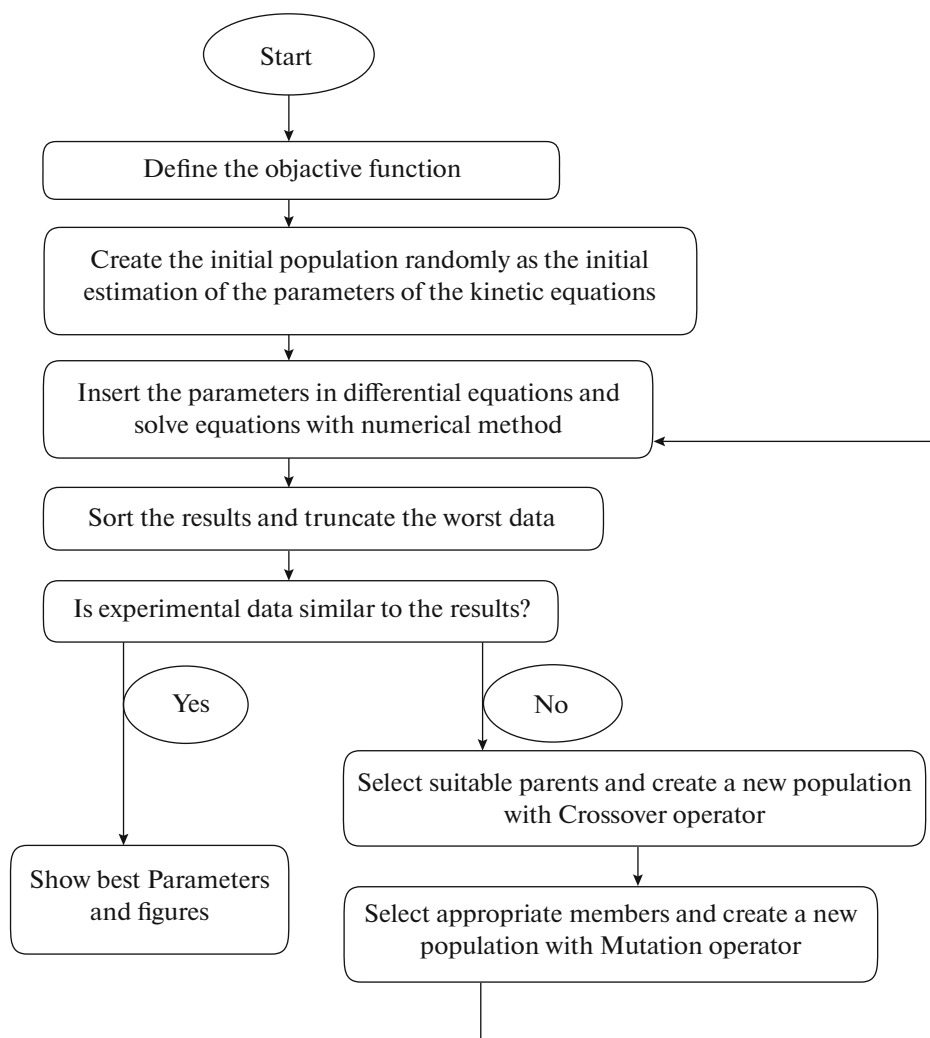 Start
Define the objactive function
Create the initial population randomly as the initial
estimation of the parameters of the kinetic equations
Insert the parameters in differential equations and
solve equations with numerical method
Sort the results and truncate the worst data
Is experimental data similar to the results?
Yes
No
Select suitable parents and create a new population
with Crossover operator
Show best Parameters
and figures
Select appropriate members and create a new
population with Mutation operator